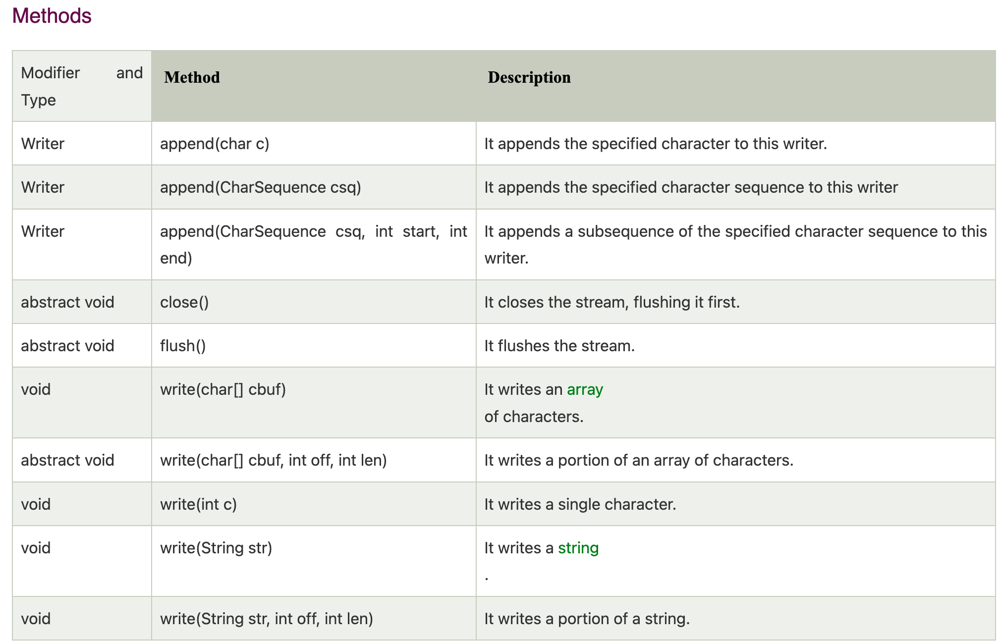 Methods
Modifier and
Type
Method
Description
Writer
append(char c)
It appends the specified character to this writer.
Writer
append(CharSequence csq)
It appends the specified character sequence to this writer
Writer
append(CharSequence csq, int start, int
end)
It appends a subsequence of the specified character sequence to this
writer.
abstract void
close()
It closes the stream, flushing it first.
abstract void
flush()
It flushes the stream.
void
write(char[] cbuf)
It writes an array
of characters.
abstract void
write(char[] cbuf, int off, int len)
It writes a portion of an array of characters.
void
write(int c)
It writes a single character.
void
write(String str)
It writes a string
.
void
write(String str, int off, int len)
It writes a portion of a string.